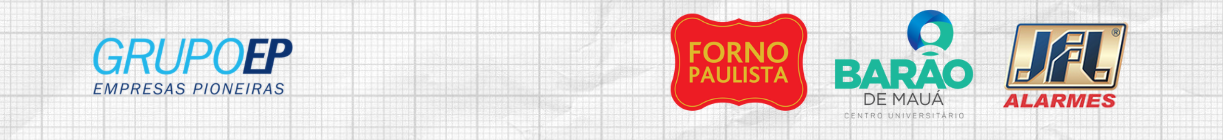 GRUPOEP
EMPRESAS PIONEIRAS
FORNO
PAULISTA
BARÃO
DE MAUÁ
CENTRO UNIVERSITÁRIO
JFL®
ALARMES